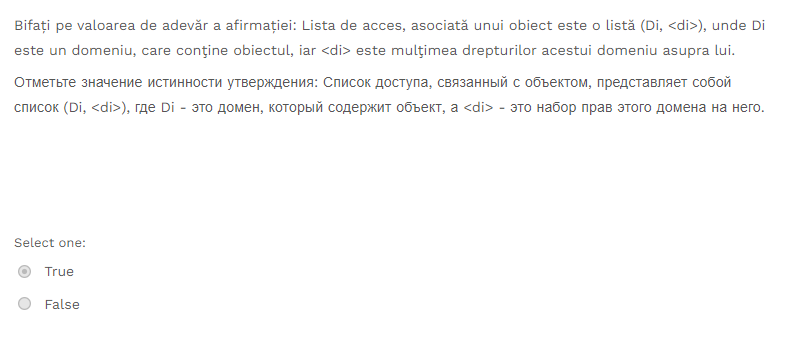 Bifați pe valoarea de adevăr a afirmației: Lista de acces, asociată unui obiect este o listă (Di, <di>), unde Di
este un domeniu, care conţine obiectul, iar <di> este mulţimea drepturilor acestui domeniu asupra lui.
Отметьте значение истинности утверждения: Список доступа, связанный с объектом, представляет собой
список (Di, <di>), где Di - это домен, который содержит объект, а <di> - это набор прав этого домена на него.
Select one:
True
False